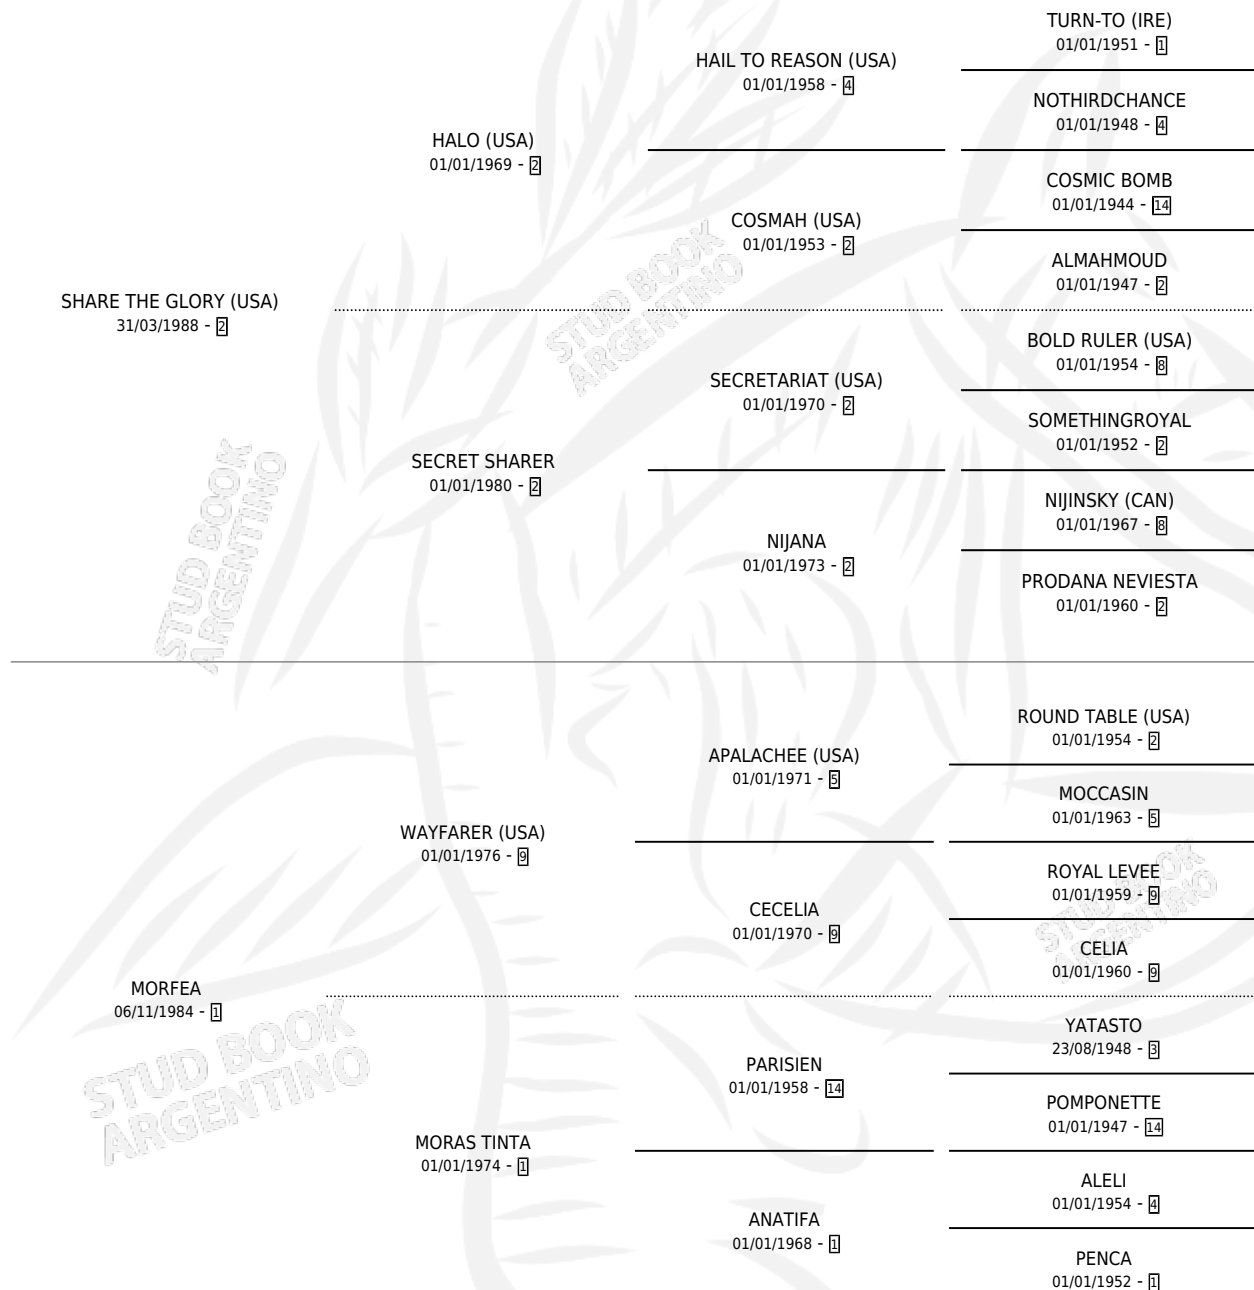 TURN-TO (IRE)
01/01/1951 - 1
HAIL TO REASON (USA)
01/01/1958 - 4
NOTHIRDCHANCE
01/01/1948 - 4
HALO (USA)
01/01/1969 - 2
COSMIC BOMB
01/01/1944 - 14
COSMAH (USA)
01/01/1953 - 2
ALMAHMOUD
01/01/1947 - 2
SHARE THE GLORY (USA)
31/03/1988 - 2
BOLD RULER (USA)
01/01/1954 - 8
SECRETARIAT (USA)
01/01/1970 - 2
SOMETHINGROYAL
01/01/1952 - 2
SECRET SHARER
01/01/1980 - 2
NIJINSKY (CAN)
01/01/1967 - 8
NIJANA
01/01/1973 - 2
PRODANA NEVIESTA
01/01/1960 - 2
ROUND TABLE (USA)
01/01/1954 - 2
APALACHEE (USA)
01/01/1971 - 5
MOCCASIN
01/01/1963 - 5
WAYFARER (USA)
01/01/1976 - 9
ROYAL LEVEE
01/01/1959 - 9
CECELIA
01/01/1970 - 9
CELIA
01/01/1960 - 9
MORFEA
06/11/1984 - 1
YATASTO
23/08/1948 - 3
PARISIEN
01/01/1958 - 14
POMPONETTE
01/01/1947 - 14
MORAS TINTA
01/01/1974 - 1
ALELI
01/01/1954 - 4
ANATIFA
01/01/1968 - 1
PENCA
01/01/1952 - 1
STUD BOOK
ARGENTINO
STUD BOOK
ARGENTINO
STUD BOOK
ARGENTINO
STUD BOOK
ARGENTINO